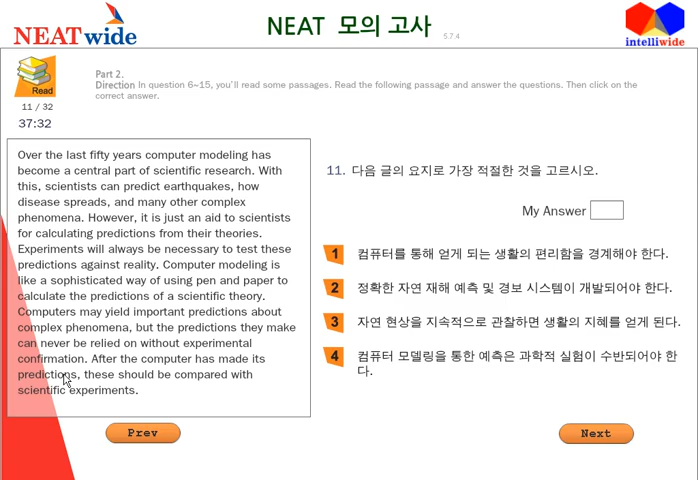 NEATwide
NEAT 모의 고사
5.7.4
intelliwide
Read
11 / 32
37:32
Part 2.
Direction In question 6~15, you'll read some passages. Read the following passage and answer the questions. Then click on the
correct answer.
Over the last fifty years computer modeling has
become a central part of scientific research. With
this, scientists can predict earthquakes, how
disease spreads, and many other complex
phenomena. However, it is just an aid to scientists
for calculating predictions from their theories.
Experiments will always be necessary to test these
predictions against reality. Computer modeling is
like a sophisticated way of using pen and paper to
calculate the predictions of a scientific theory.
Computers may yield important predictions about
complex phenomena, but the predictions they make
can never be relied on without experimental
confirmation. After the computer has made its
predictions, these should be compared with
scientific experiments.
11. 다음 글의 요지로 가장 적절한 것을 고르시오.
My Answer
1 컴퓨터를 통해 얻게 되는 생활의 편리함을 경계해야 한다.
2 정확한 자연 재해 예측 및 경보 시스템이 개발되어야 한다.
3 자연 현상을 지속적으로 관찰하면 생활의 지혜를 얻게 된다.
4 컴퓨터 모델링을 통한 예측은 과학적 실험이 수반되어야 한
다.
Prev
Next